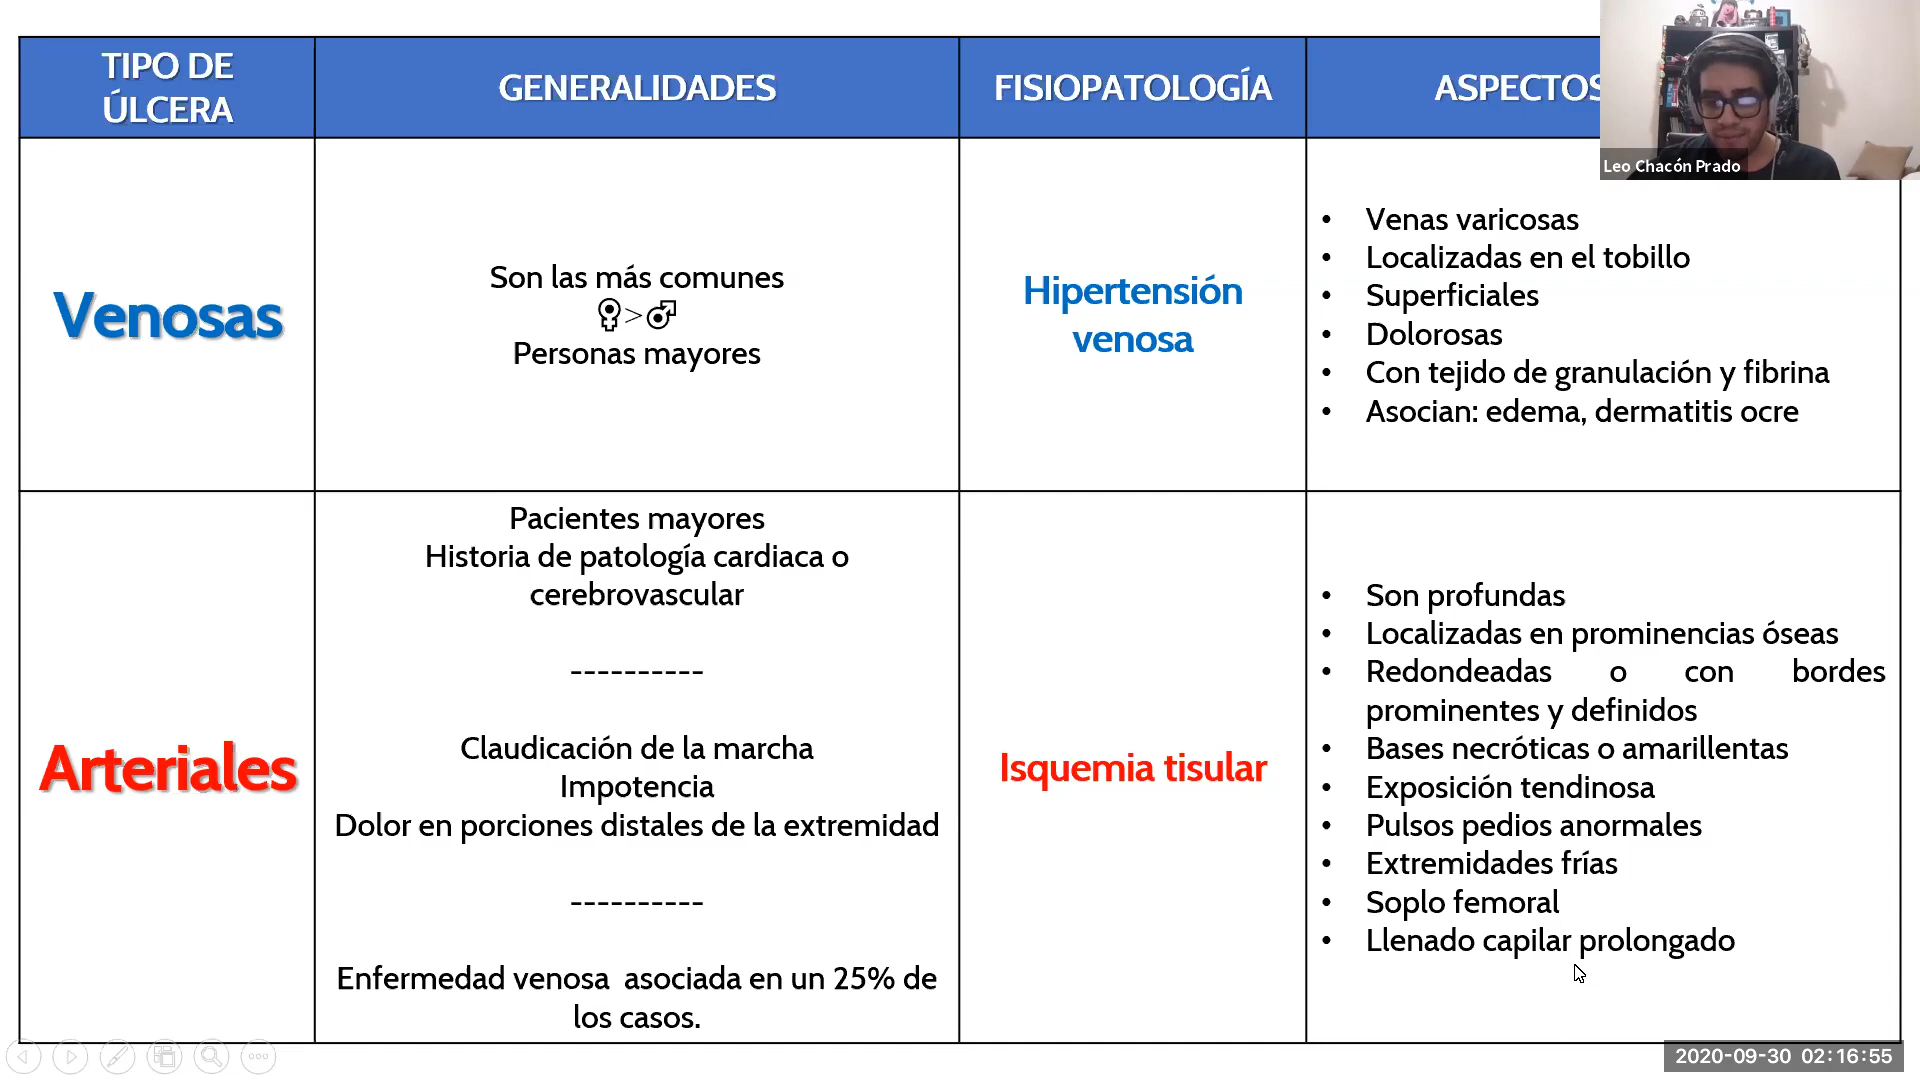 TIPO DE
ÚLCERA
GENERALIDADES
FISIOPATOLOGÍA
ASPECTOS
Leo Chacón Prado
Venosas
Son las más comunes
>
Personas mayores
Hipertensión
venosa
• Venas varicosas
• Localizadas en el tobillo
• Superficiales
• Dolorosas
• Con tejido de granulación y fibrina
• Asocian: edema, dermatitis ocre
Arteriales
Pacientes mayores
Historia de patología cardiaca o
cerebrovascular
----------
Claudicación de la marcha
Impotencia
Dolor en porciones distales de la extremidad
----------
Enfermedad venosa  asociada en un 25% de
los casos.
Isquemia tisular
• Son profundas
• Localizadas en prominencias óseas
• Redondeadas o con bordes
prominentes y definidos
• Bases necróticas o amarillentas
• Exposición tendinosa
• Pulsos pedios anormales
• Extremidades frías
• Soplo femoral
• Llenado capilar prolongado
2020-09-30 02:16:55